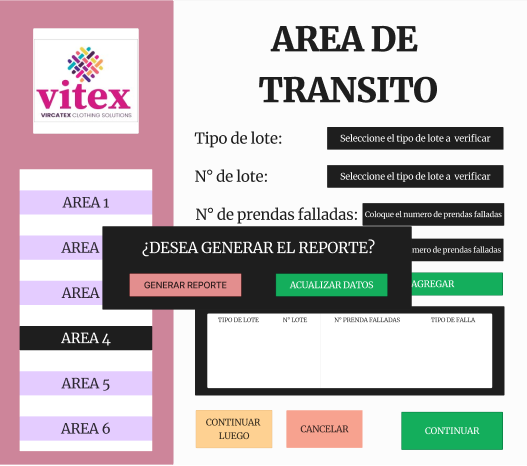 vitex
VIRCATEX CLOTHING SOLUTIONS
AREA 1
AREA
AREA
AREA 4
AREA 5
AREA 6
AREA DE
TRANSITO
Tipo de lote:
Seleccione el tipo de lote a verificar
N° de lote:
Seleccione el tipo de lote a verificar
N° de prendas falladas:
Coloque el numero de prendas falladas
mero de prendas falladas
¿DESEA GENERAR EL REPORTE?
GENERAR REPORTE
ACUALIZAR DATOS
AGREGAR
TIPO DE LOTE
N° LOTE
N° PRENDA FALLADAS
TIPO DE FALLA
CONTINUAR
LUEGO
CANCELAR
CONTINUAR